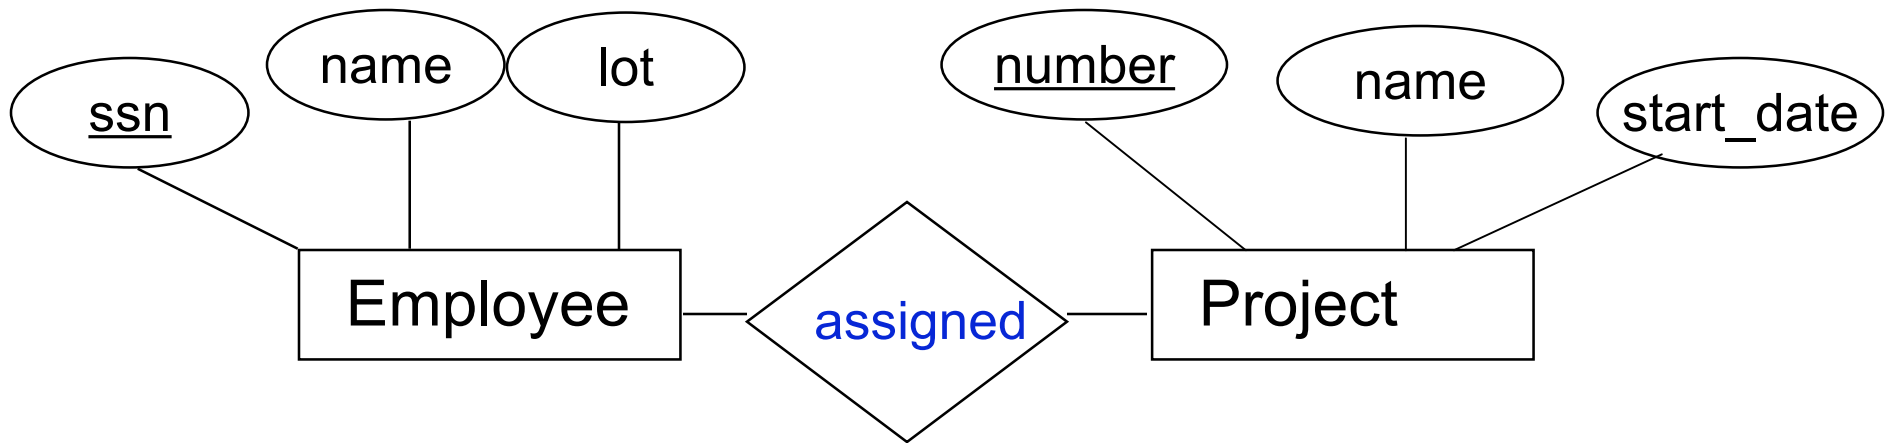 ssn
name
lot
number
name
start_date
Employee
assigned
Project